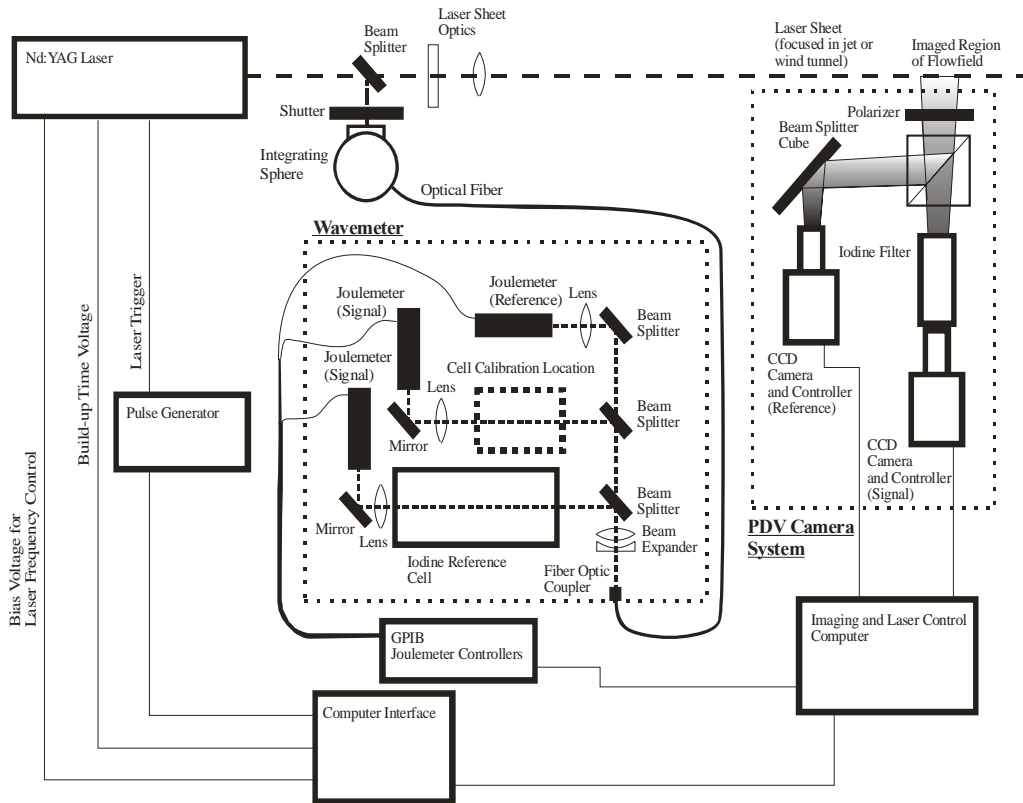 Nd:YAG Laser
Beam
Splitter
Laser Sheet
Optics
Laser Sheet
(focused in jet or
wind tunnel)
Imaged Region
of Flowfield
Shutter
Integrating
Sphere
Optical Fiber
Polarizer
Beam Splitter
Cube
Iodine Filter
CCD
Camera
and Controller
(Reference)
CCD
Camera
and Controller
(Signal)
PDV Camera
System
Wavemeter
Joulemeter
(Signal)
Joulemeter
(Reference)
Lens
Beam
Splitter
Joulemeter
(Signal)
Lens
Cell Calibration Location
Mirror
Beam
Splitter
Mirror
Lens
Iodine Reference
Cell
Beam
Splitter
Beam
Expander
Fiber Optic
Coupler
Bias Voltage for
Laser Frequency Control
Build-up Time Voltage
Laser Trigger
Pulse Generator
GPIB
Joulemeter Controllers
Imaging and Laser Control
Computer
Computer Interface